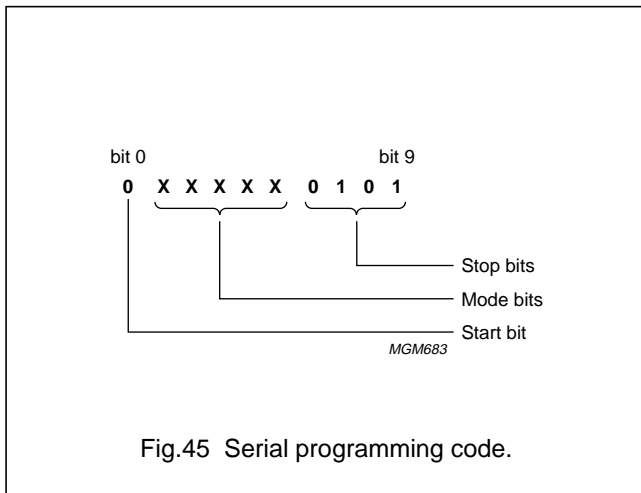 bit 0 bit 9
0 X X X X X 0 1 0 1
Stop bits
Mode bits
Start bit
MGM683
Fig.45 Serial programming code.